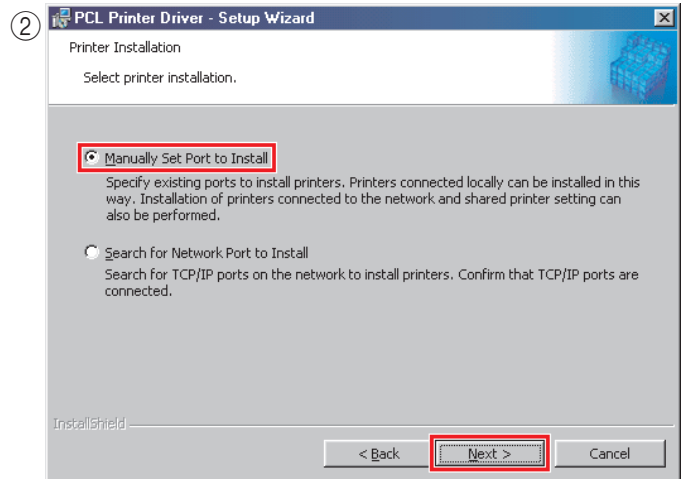 ②
PCL Printer Driver - Setup Wizard
Printer Installation
Select printer installation.
Manually Set Port to Install
Specify existing ports to install printers. Printers connected locally can be installed in this
way. Installation of printers connected to the network and shared printer setting can
also be performed.
Search for Network Port to Install
Search for TCP/IP ports on the network to install printers. Confirm that TCP/IP ports are
connected.
InstallShield
< Back Next > Cancel